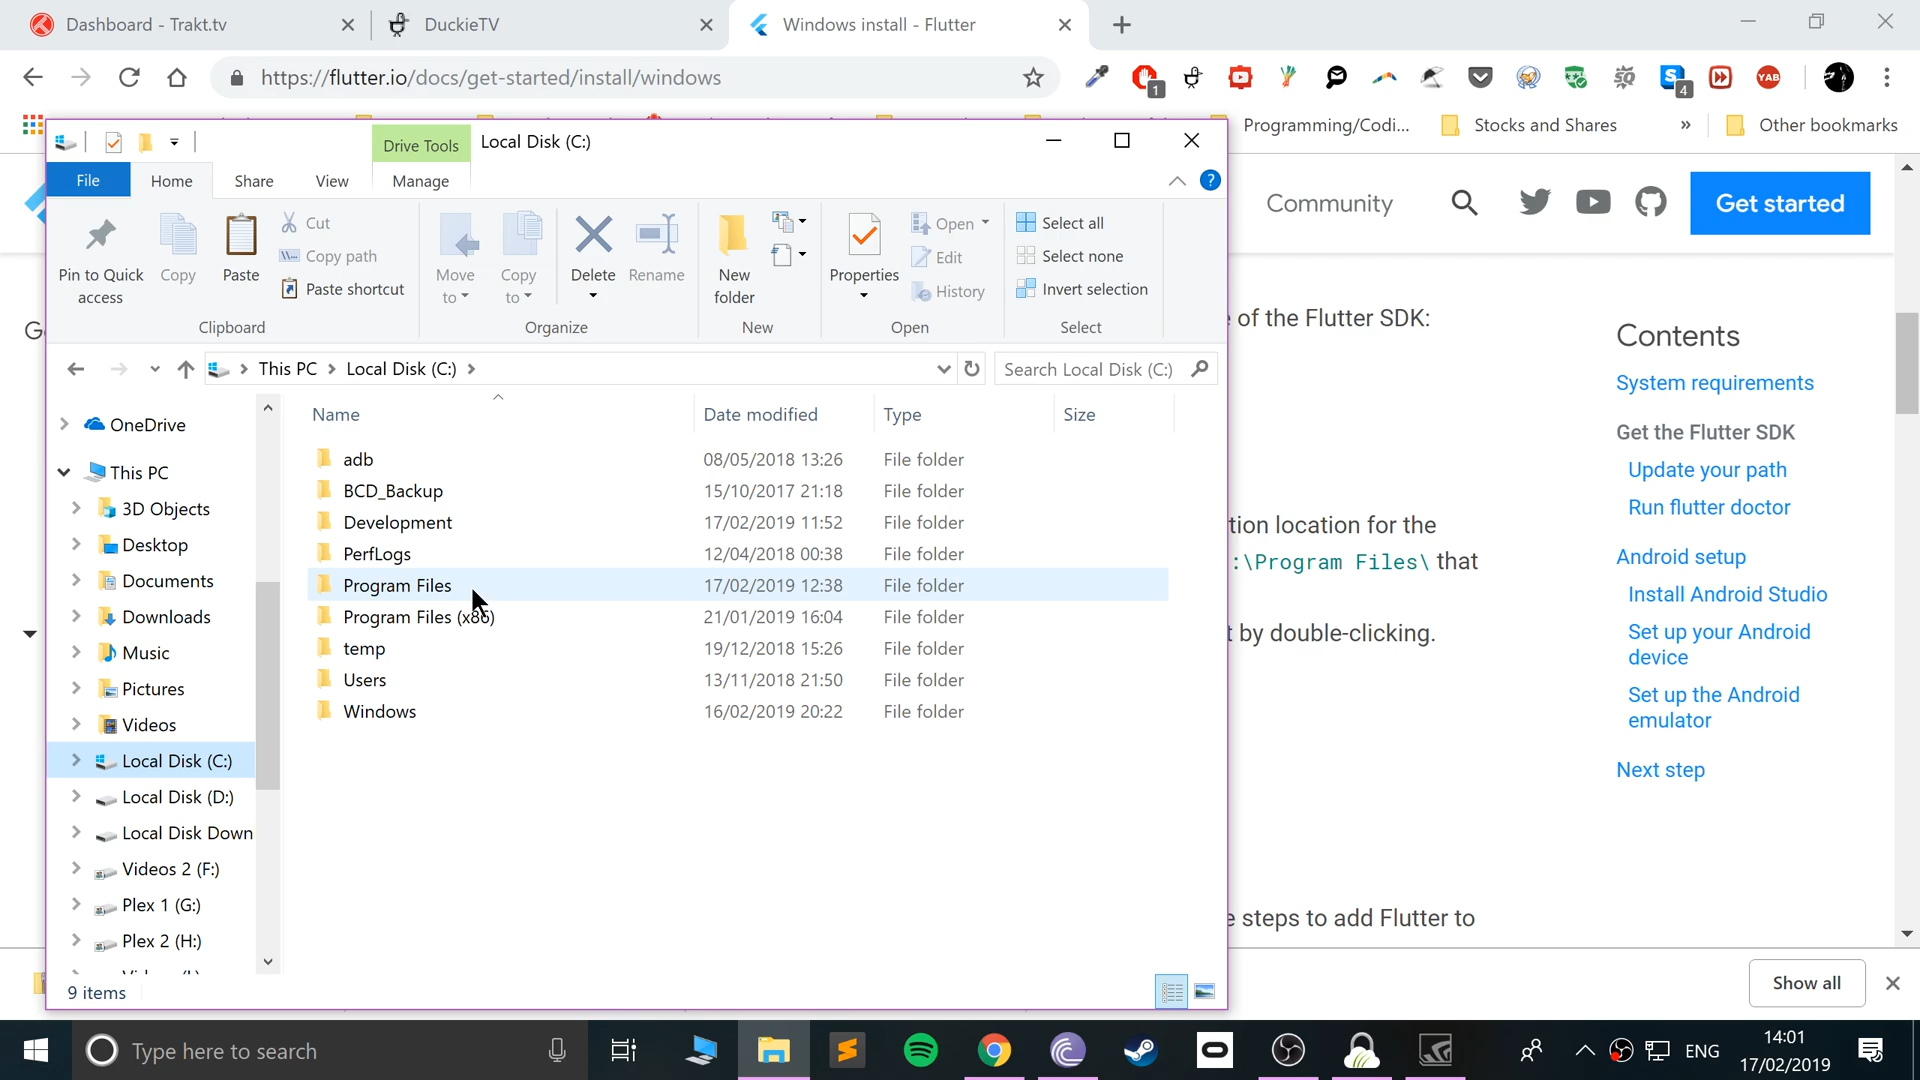 Dashboard - Trakt.tv
DuckieTV
Windows install - Flutter
https://flutter.io/docs/get-started/install/windows
1
4
YAB
Programming/Codi...
Stocks and Shares
»
Other bookmarks
Drive Tools
Local Disk (C:)
File
Home
Share
View
Manage
Pin to Quick access
Copy
Paste
Cut
Copy path
Paste shortcut
Clipboard
Move to
Copy to
Delete
Rename
Organize
New folder
New
Properties
Open
Edit
History
Open
Select all
Select none
Invert selection
Select
This PC
Local Disk (C:)
Search Local Disk (C:)
OneDrive
This PC
3D Objects
Desktop
Documents
Downloads
Music
Pictures
Videos
Local Disk (C:)
Local Disk (D:)
Local Disk Down
Videos 2 (F:)
Plex 1 (G:)
Plex 2 (H:)
Name
Date modified
Type
Size
adb 08/05/2018 13:26 File folder
BCD_Backup 15/10/2017 21:18 File folder
Development 17/02/2019 11:52 File folder
PerfLogs 12/04/2018 00:38 File folder
Program Files 17/02/2019 12:38 File folder
Program Files (x86) 21/01/2019 16:04 File folder
temp 19/12/2018 15:26 File folder
Users 13/11/2018 21:50 File folder
Windows 16/02/2019 20:22 File folder
9 items
Community
Get started
of the Flutter SDK:
tion location for the
:\Program Files\ that
t by double-clicking.
e steps to add Flutter to
Contents
System requirements
Get the Flutter SDK
Update your path
Run flutter doctor
Android setup
Install Android Studio
Set up your Android
device
Set up the Android
emulator
Next step
Show all
Type here to search
ENG
14:01
17/02/2019